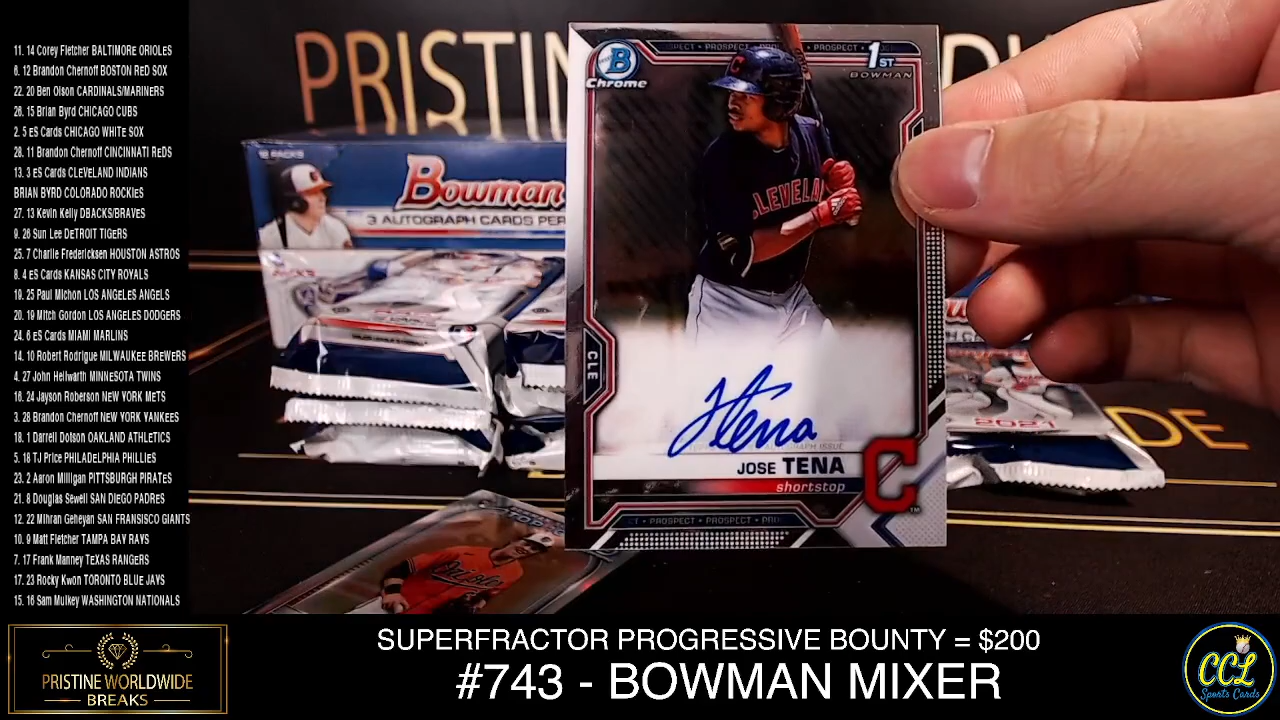 11. 14 Corey Fletcher BALTIMORE ORIOLES
6. 12 Brandon Chernoff BOSTON RED SOX
22. 20 Ben Olson CARDINALS/MARINERS
26. 15 Brian Byrd CHICAGO CUBS
2. 5 eS Cards CHICAGO WHITE SOX
28. 11 Brandon Chernoff CINCINNATI ReDS
13. 3 eS Cards CLeVeLAND INDIANS
BRIAN BYRD COLORADO ROCKIeS
27. 13 Kevin Kelly DBACKS/BRAVeS
9. 26 Sun Lee DETROIT TIGERS
25. 7 Charlie Fredericksen HOUSTON ASTROS
8. 4 eS Cards KANSAS CITY ROYALS
19. 25 Paul Michon LOS ANGELeS ANGELS
20. 19 Mitch Gordon LOS ANGELES DODGERS
24. 6 eS Cards MIAMI MARLINS
14. 10 Robert Rodrigue MILWAUKEE BReWeRS
4. 27 John Hellwarth MINNeSOTA TWINS
16. 24 Jayson Roberson NEW YORK METS
3. 28 Brandon Chernoff NeW YORK YANKeeS
18. 1 Darrell Dotson OAKLAND ATHLETICS
5. 18 TJ Price PHILADeLPHIA PHILLIeS
23. 2 Aaron Milligan PITTSBURGH PIRATeS
21. 8 Douglas Sewell SAN DIEGO PADRES
12. 22 Mihran Geheyan SAN FRANSISCO GIANTS
10. 9 Matt Fletcher TAMPA BAY RAYS
7. 17 Frank Manney TeXAS RANGERS
17. 23 Rocky Kwon TORONTO BLUe JAYS
15. 16 Sam Mulkey WASHINGTON NATIONALS
PRISTINE
Bowman
3 AUTOGRAPH CARDS PER
B
Chrome
PROSPECT • PROSPECT
1ST
BOWMAN
CLEVELA
CLE
JTena
JOSE TENA
shortstop
C
PROSPECT • PROSPECT
Orioles
2021
DE
PRISTINE WORLDWIDE
BREAKS
SUPERFRACTOR PROGRESSIVE BOUNTY = $200
#743 - BOWMAN MIXER
CCL
Sports Cards